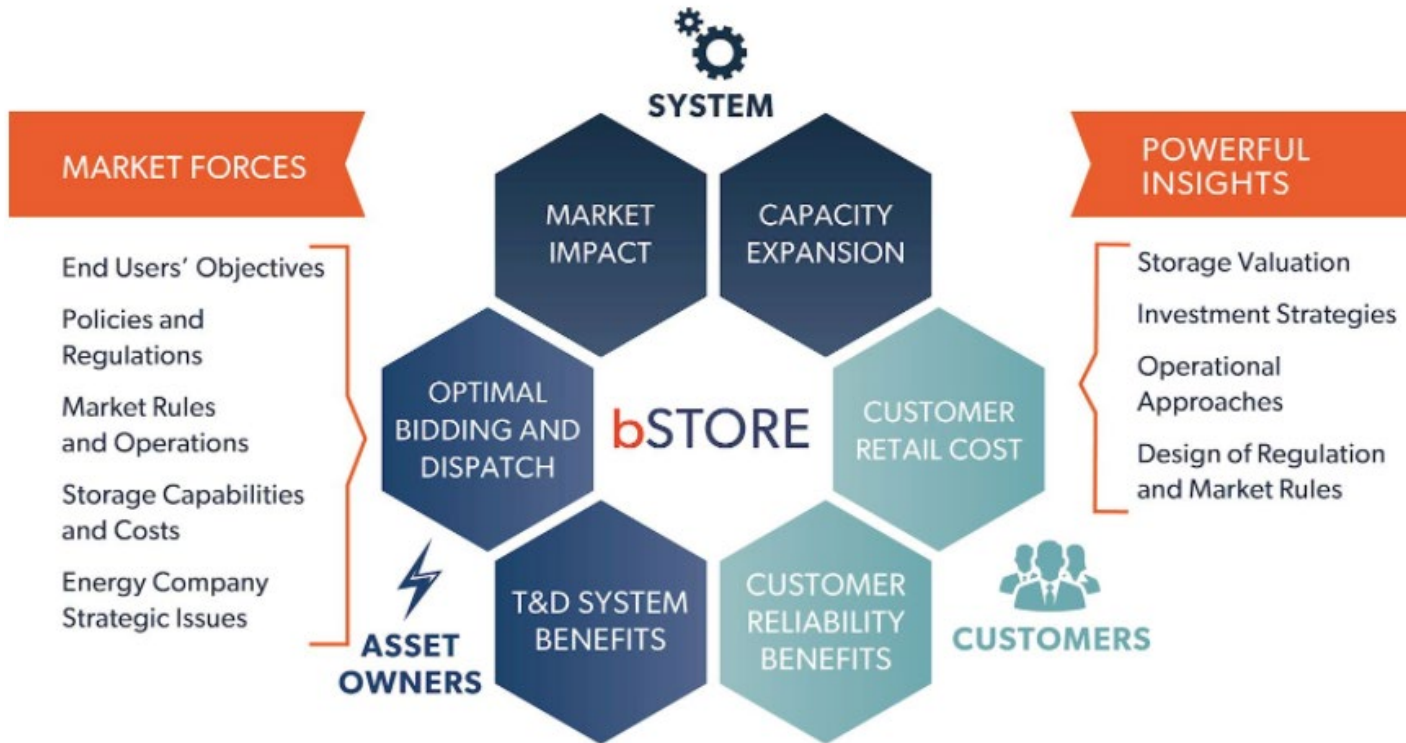 SYSTEM
MARKET FORCES
End Users’ Objectives
Policies and
Regulations
Market Rules
and Operations
Storage Capabilities
and Costs
Energy Company
Strategic Issues
MARKET
IMPACT
CAPACITY
EXPANSION
OPTIMAL
BIDDING AND
DISPATCH
bSTORE
CUSTOMER
RETAIL COST
T&D SYSTEM
BENEFITS
CUSTOMER
RELIABILITY
BENEFITS
ASSET
OWNERS
CUSTOMERS
POWERFUL
INSIGHTS
Storage Valuation
Investment Strategies
Operational
Approaches
Design of Regulation
and Market Rules